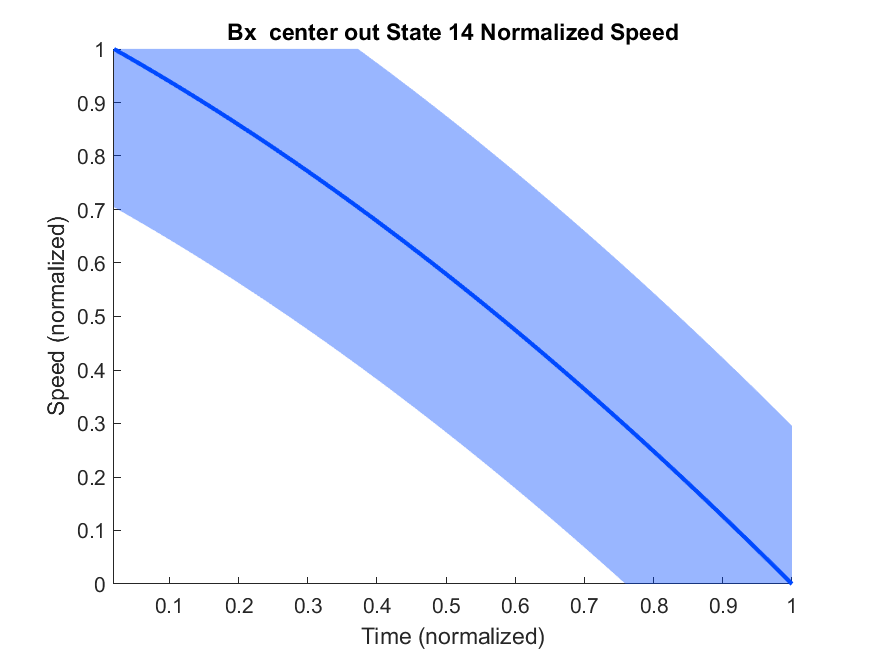 Bx  center out State 14 Normalized Speed
1
0.9
0.8
0.7
0.6
0.5
0.4
0.3
0.2
0.1
0
Speed (normalized)
0.1 0.2 0.3 0.4 0.5 0.6 0.7 0.8 0.9 1
Time (normalized)